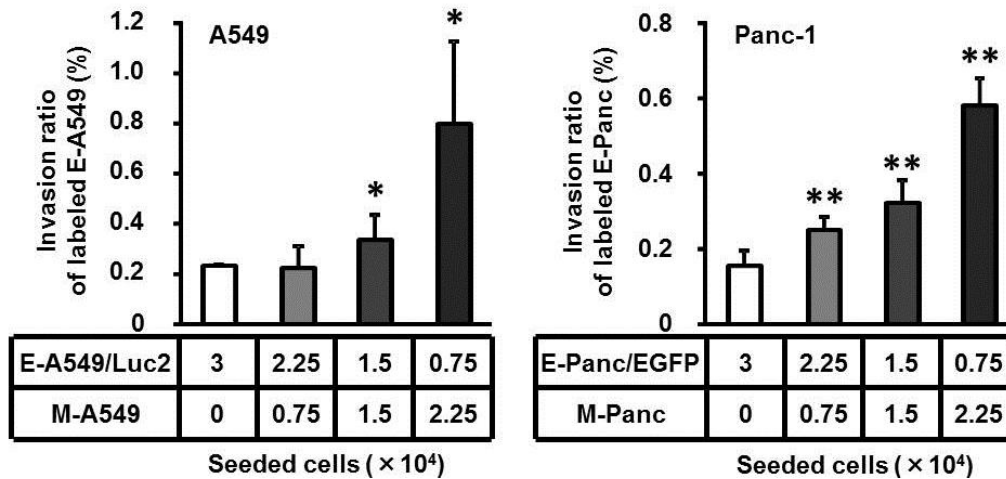 A549
Invasion ratio
of labeled E-A549 (%)
1.2
1.0
0.8
0.6
0.4
0.2
0
*
*
E-A549/Luc2 3 2.25 1.5 0.75
M-A549 0 0.75 1.5 2.25
Seeded cells (×10⁴)
Panc-1
Invasion ratio
of labeled E-Panc (%)
0.8
0.6
0.4
0.2
0
**
**
**
E-Panc/EGFP 3 2.25 1.5 0.75
M-Panc 0 0.75 1.5 2.25
Seeded cells (×10⁴)